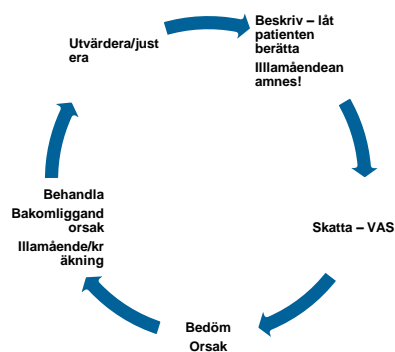 Beskriv – låt
patienten
berätta
Illlamåendean
amnes!
Skatta – VAS
Bedöm
Orsak
Behandla
Bakomliggand
orsak
Illamående/kr
äkning
Utvärdera/just
era